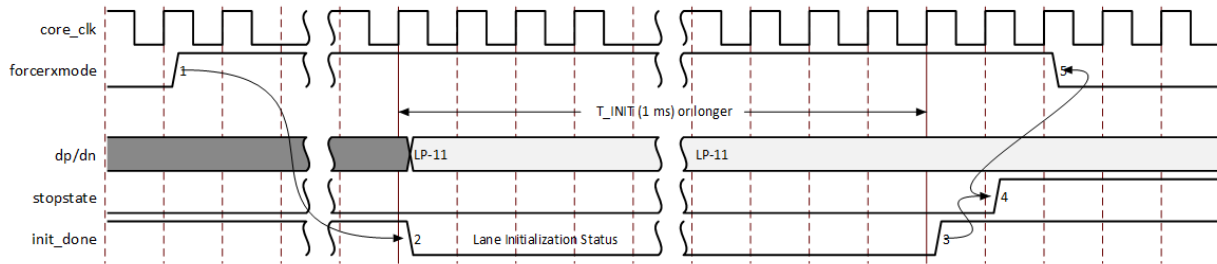 core_clk
forcerxmode
1
5
T_INIT (1 ms) or longer
dp/dn
LP-11
LP-11
stopstate
4
init_done
2
Lane Initialization Status
3